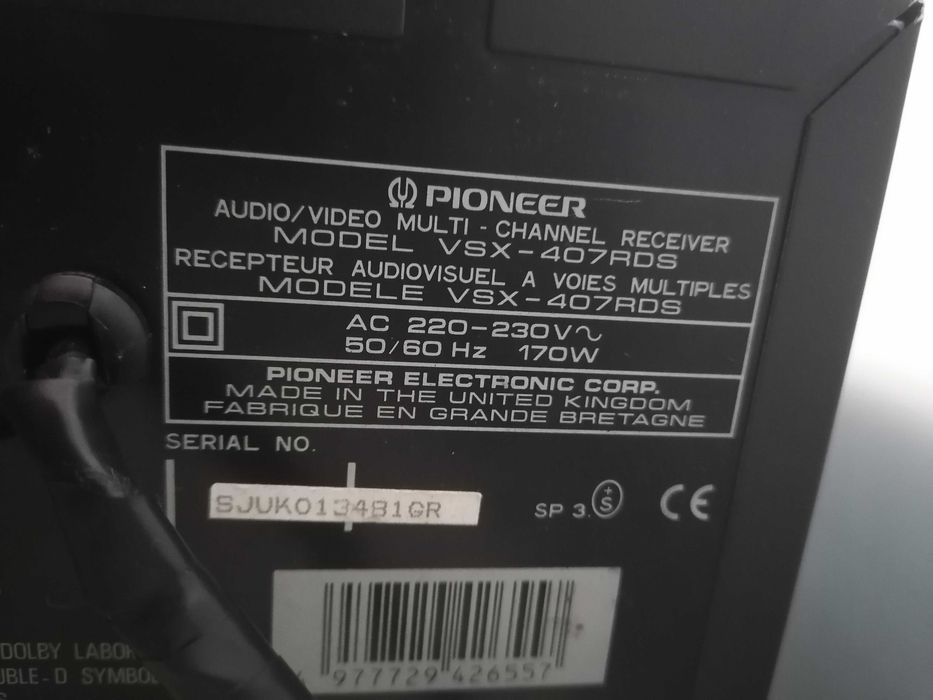 PIONEER
AUDIO/VIDEO MULTI - CHANNEL RECEIVER
MODEL VSX-407RDS
RECEPTEUR AUDIOVISUEL A VOIES MULTIPLES
MODELE VSX-407RDS
AC 220-230V~
50/60 Hz 170W
PIONEER ELECTRONIC CORP.
MADE IN THE UNITED KINGDOM
FABRIQUE EN GRANDE BRETAGNE
SERIAL NO.
SJUK013481GR
SP 3. S
CE
977729 426557
DOLBY
SYMBOL